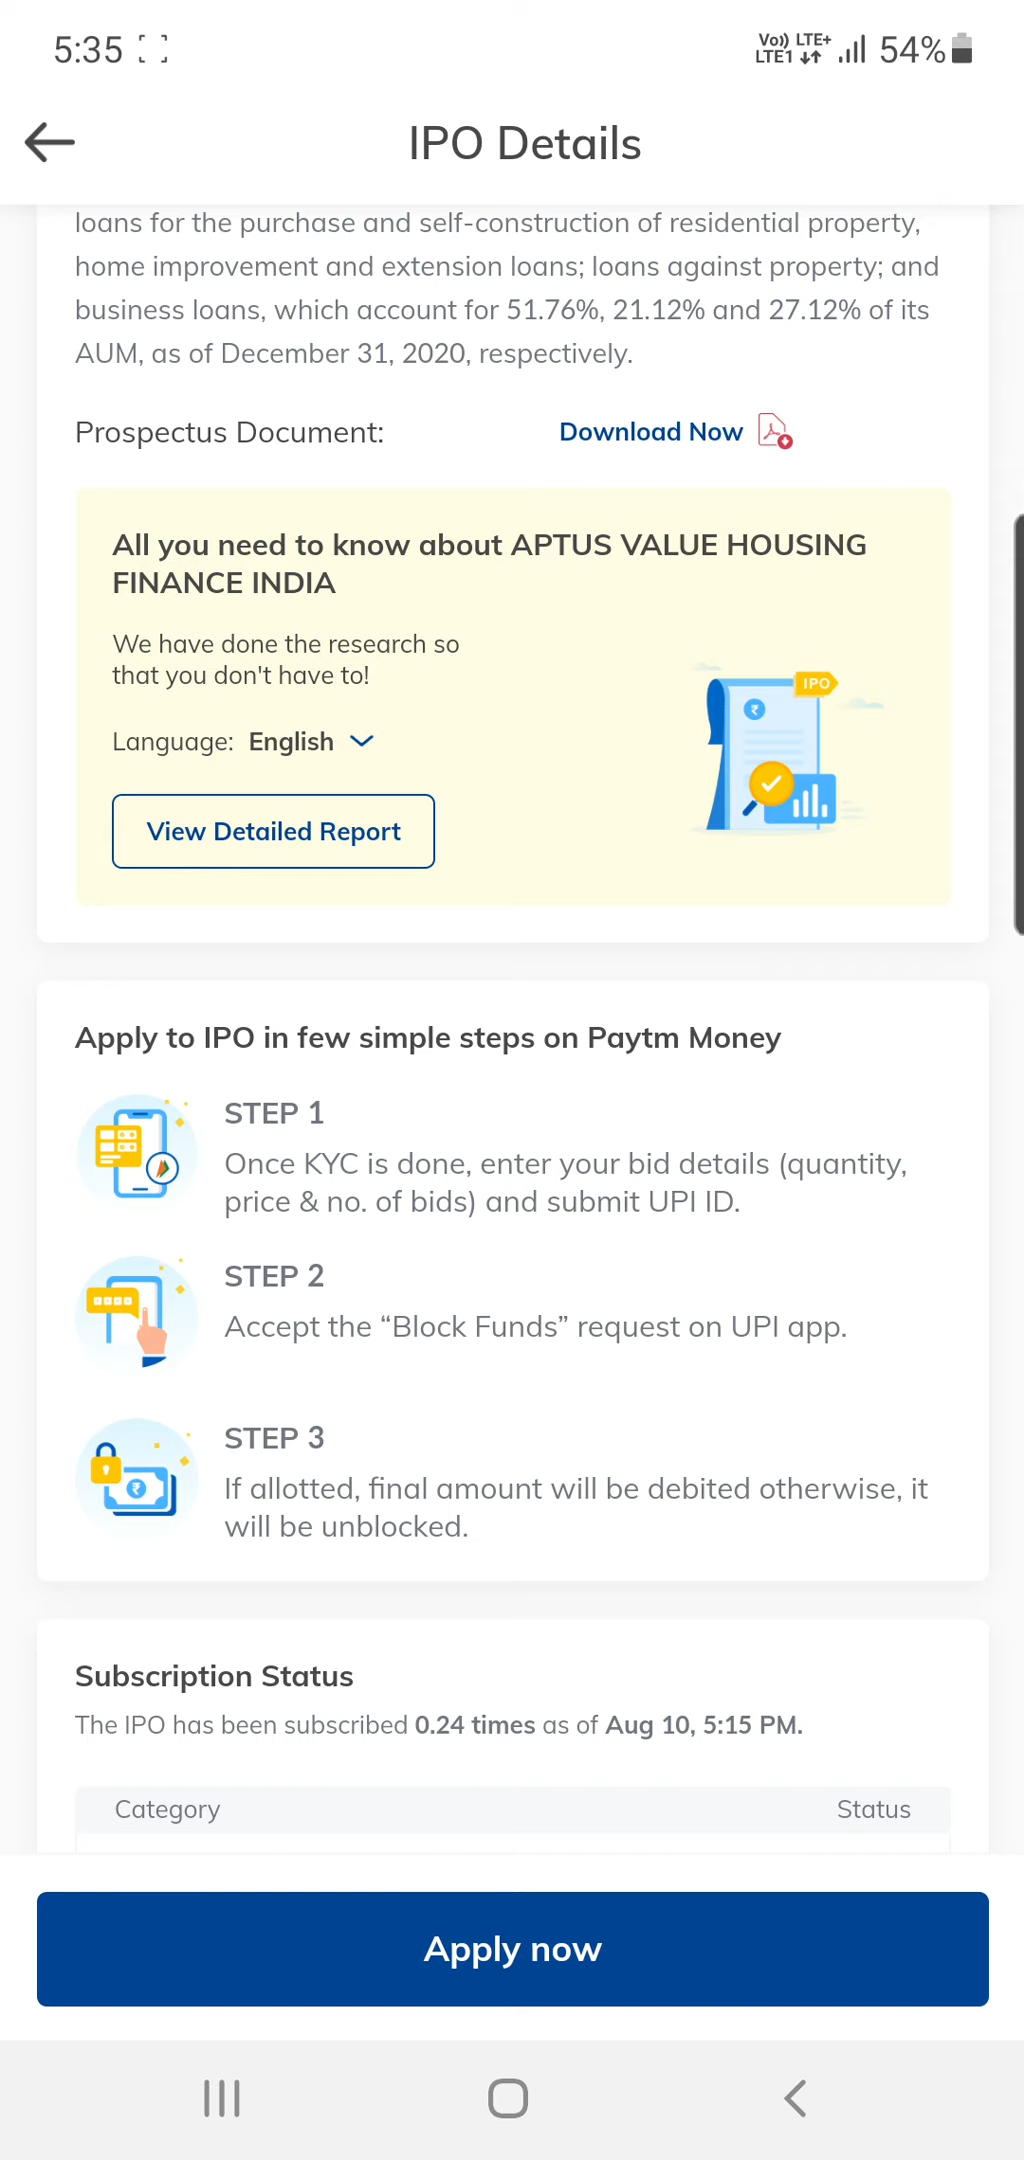 5:35
Vo)) LTE+
LTE1
54%
IPO Details
loans for the purchase and self-construction of residential property,
home improvement and extension loans; loans against property; and
business loans, which account for 51.76%, 21.12% and 27.12% of its
AUM, as of December 31, 2020, respectively.
Prospectus Document:
Download Now
All you need to know about APTUS VALUE HOUSING
FINANCE INDIA
We have done the research so
that you don't have to!
IPO
₹
Language: English
View Detailed Report
Apply to IPO in few simple steps on Paytm Money
STEP 1
Once KYC is done, enter your bid details (quantity,
price & no. of bids) and submit UPI ID.
STEP 2
Accept the “Block Funds” request on UPI app.
STEP 3
₹
If allotted, final amount will be debited otherwise, it
will be unblocked.
Subscription Status
The IPO has been subscribed 0.24 times as of Aug 10, 5:15 PM.
Category Status
Apply now